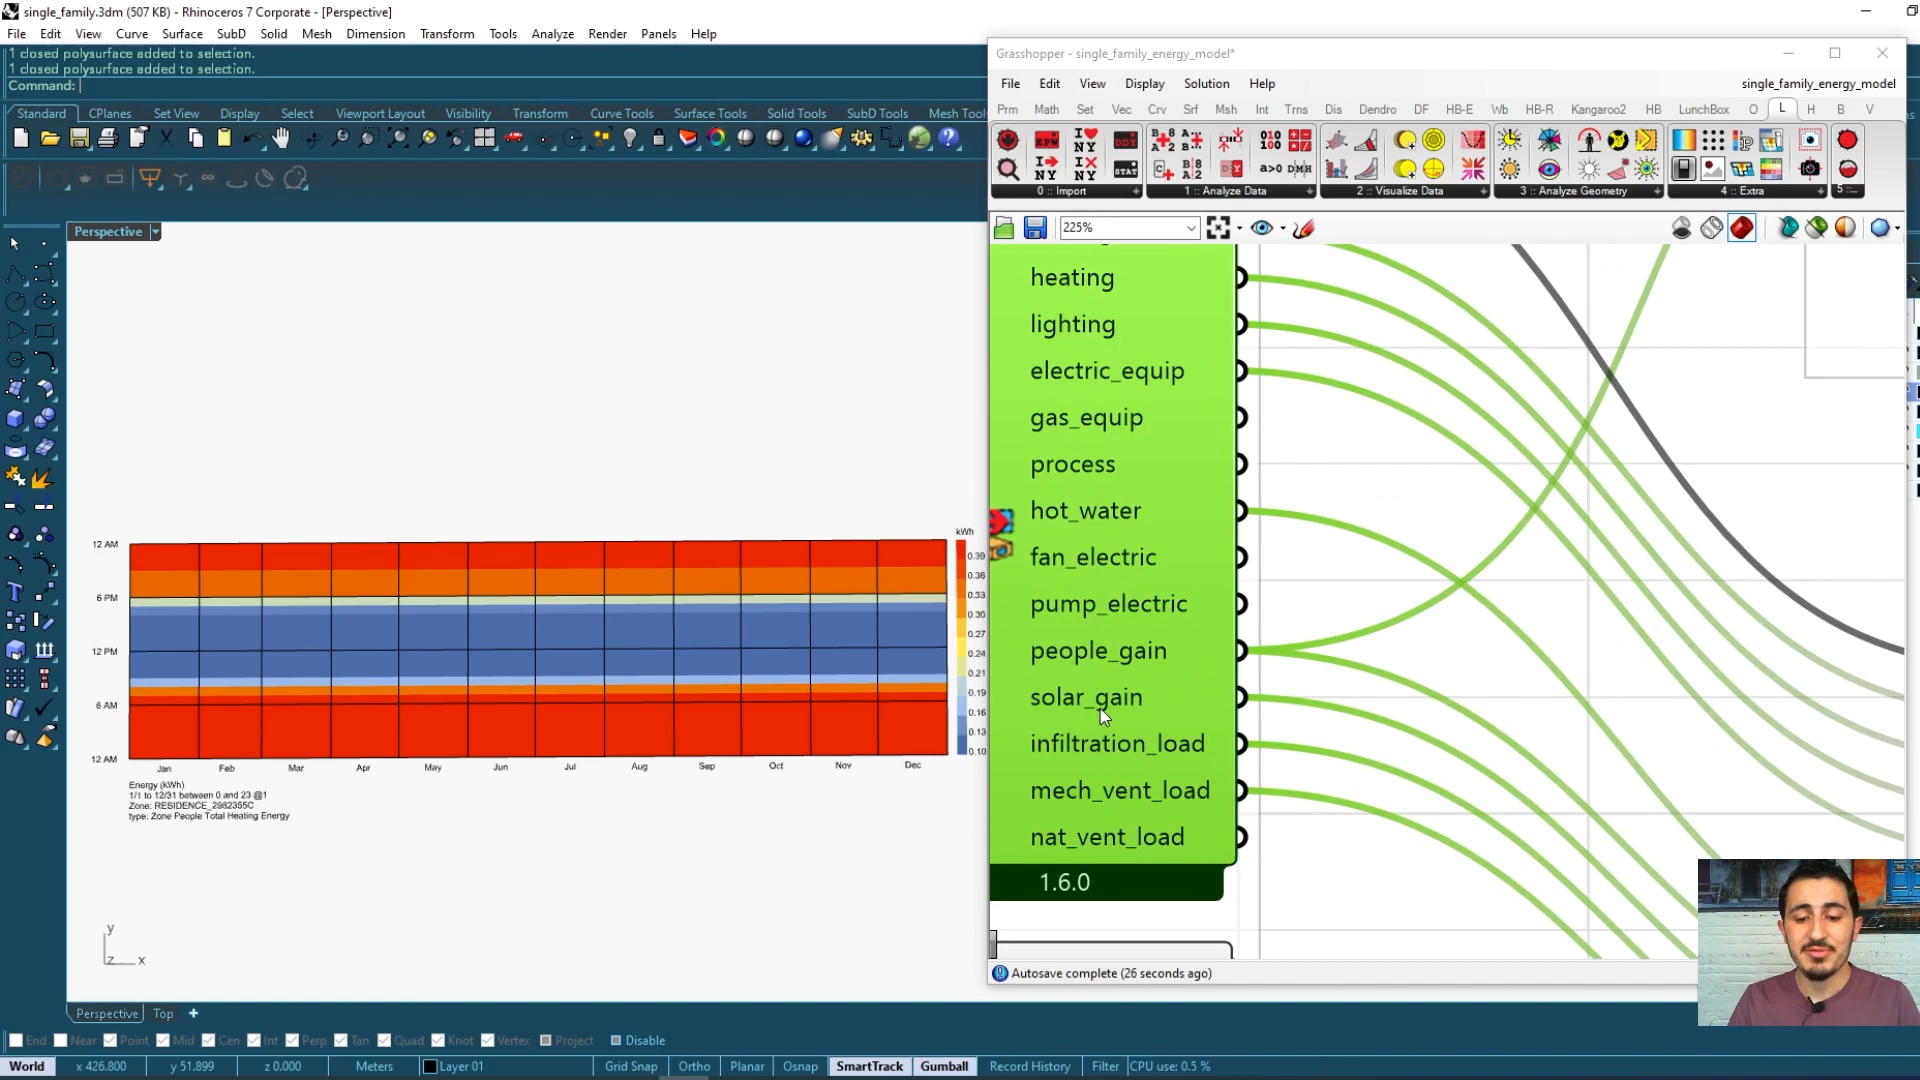 single_family.3dm (507 KB) - Rhinoceros 7 Corporate - [Perspective]
File Edit View Curve Surface SubD Solid Mesh Dimension Transform Tools Analyze Render Panels Help
1 closed polysurface added to selection.
1 closed polysurface added to selection.
Command:
Standard CPlanes Set View Display Select Viewport Layout Visibility Transform Curve Tools Surface Tools Solid Tools SubD Tools Mesh Tools
Perspective
12 AM
6 PM
12 PM
6 AM
12 AM
kWh
0.39
0.36
0.33
0.30
0.27
0.24
0.21
0.19
0.16
0.13
0.10
Jan Feb Mar Apr May Jun Jul Aug Sep Oct Nov Dec
Energy (kWh)
1/1 to 12/31 between 0 and 23 @1
Zone: RESIDENCE_2982355C
type: Zone People Total Heating Energy
y
z x
Perspective Top
End Near Point Mid Cen Int Perp Tan Quad Knot Vertex Project Disable
World x 426.800 y 51.899 z 0.000 Meters Layer 01 Grid Snap Ortho Planar Osnap SmartTrack Gumball Record History Filter CPU use: 0.5 %
Grasshopper - single_family_energy_model*
File Edit View Display Solution Help single_family_energy_model
Prm Math Set Vec Crv Srf Msh Int Trns Dis Dendro DF HB-E Wb HB-R Kangaroo2 HB LunchBox O L H B V
0 :: Import 1 :: Analyze Data 2 :: Visualize Data 3 :: Analyze Geometry 4 :: Extra
225%
heating
lighting
electric_equip
gas_equip
process
hot_water
fan_electric
pump_electric
people_gain
solar_gain
infiltration_load
mech_vent_load
nat_vent_load
1.6.0
Autosave complete (26 seconds ago)